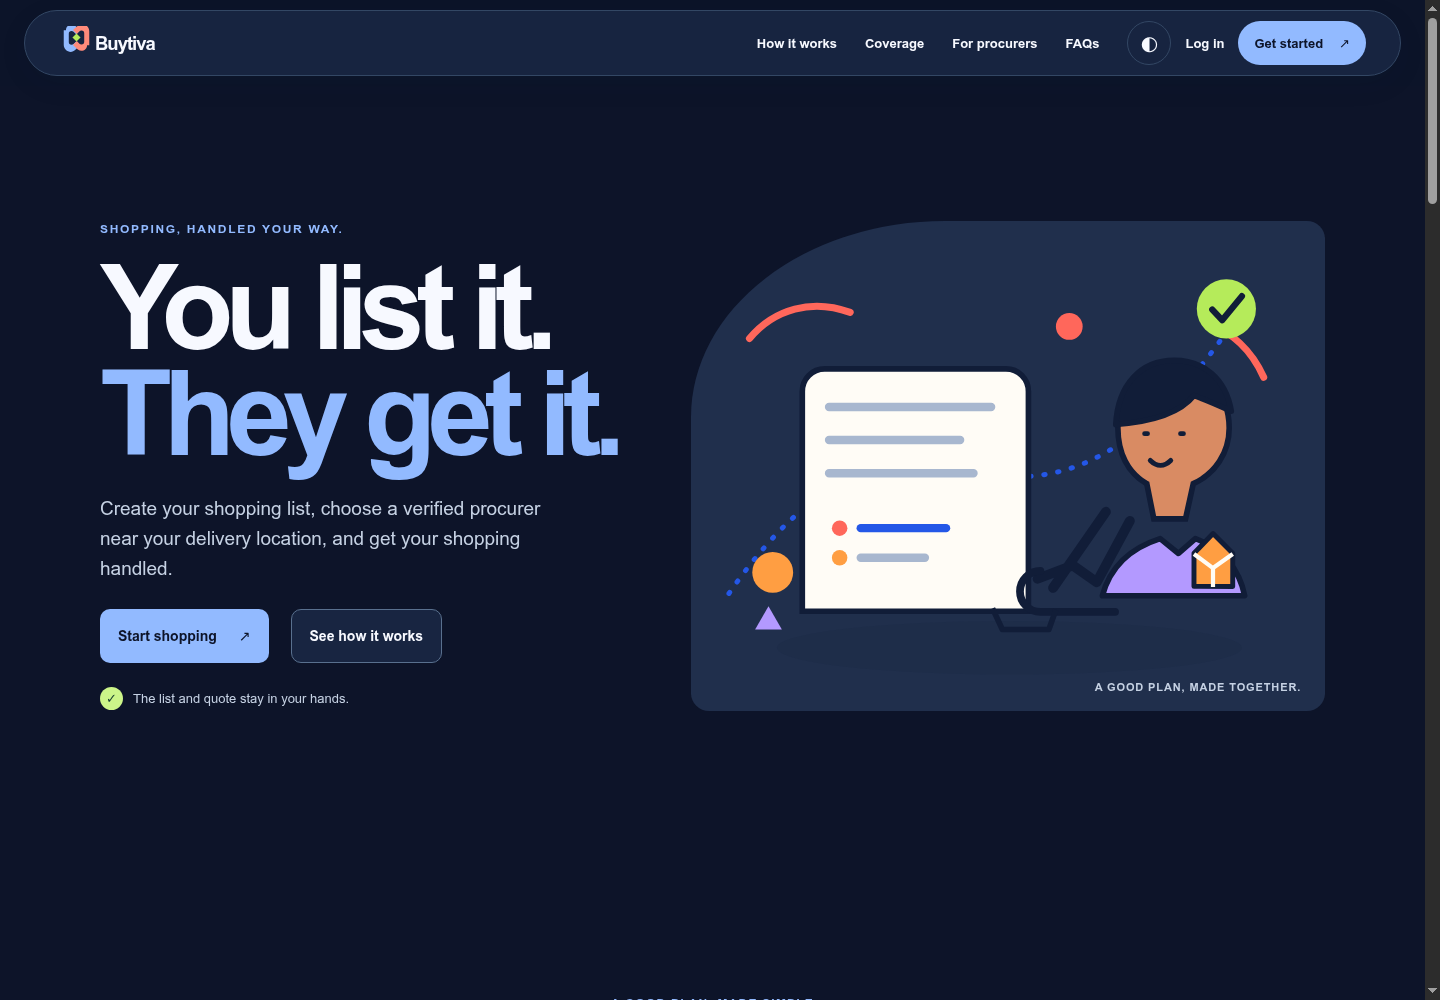 Buytiva
How it works
Coverage
For procurers
FAQs
Log in
Get started ↗
SHOPPING, HANDLED YOUR WAY.
You list it.
They get it.
Create your shopping list, choose a verified procurer
near your delivery location, and get your shopping
handled.
Start shopping ↗
See how it works
The list and quote stay in your hands.
A GOOD PLAN, MADE TOGETHER.